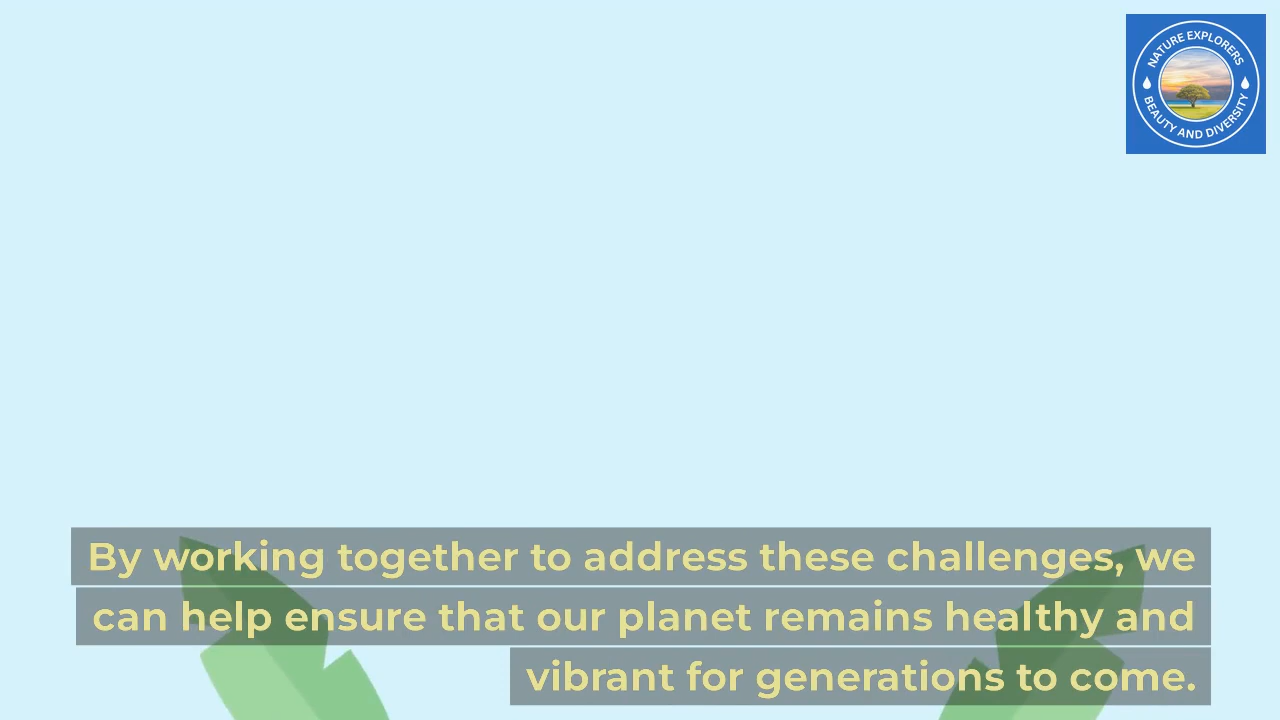 NATURE EXPLORERS
BEAUTY AND DIVERSITY
By working together to address these challenges, we
can help ensure that our planet remains healthy and
vibrant for generations to come.